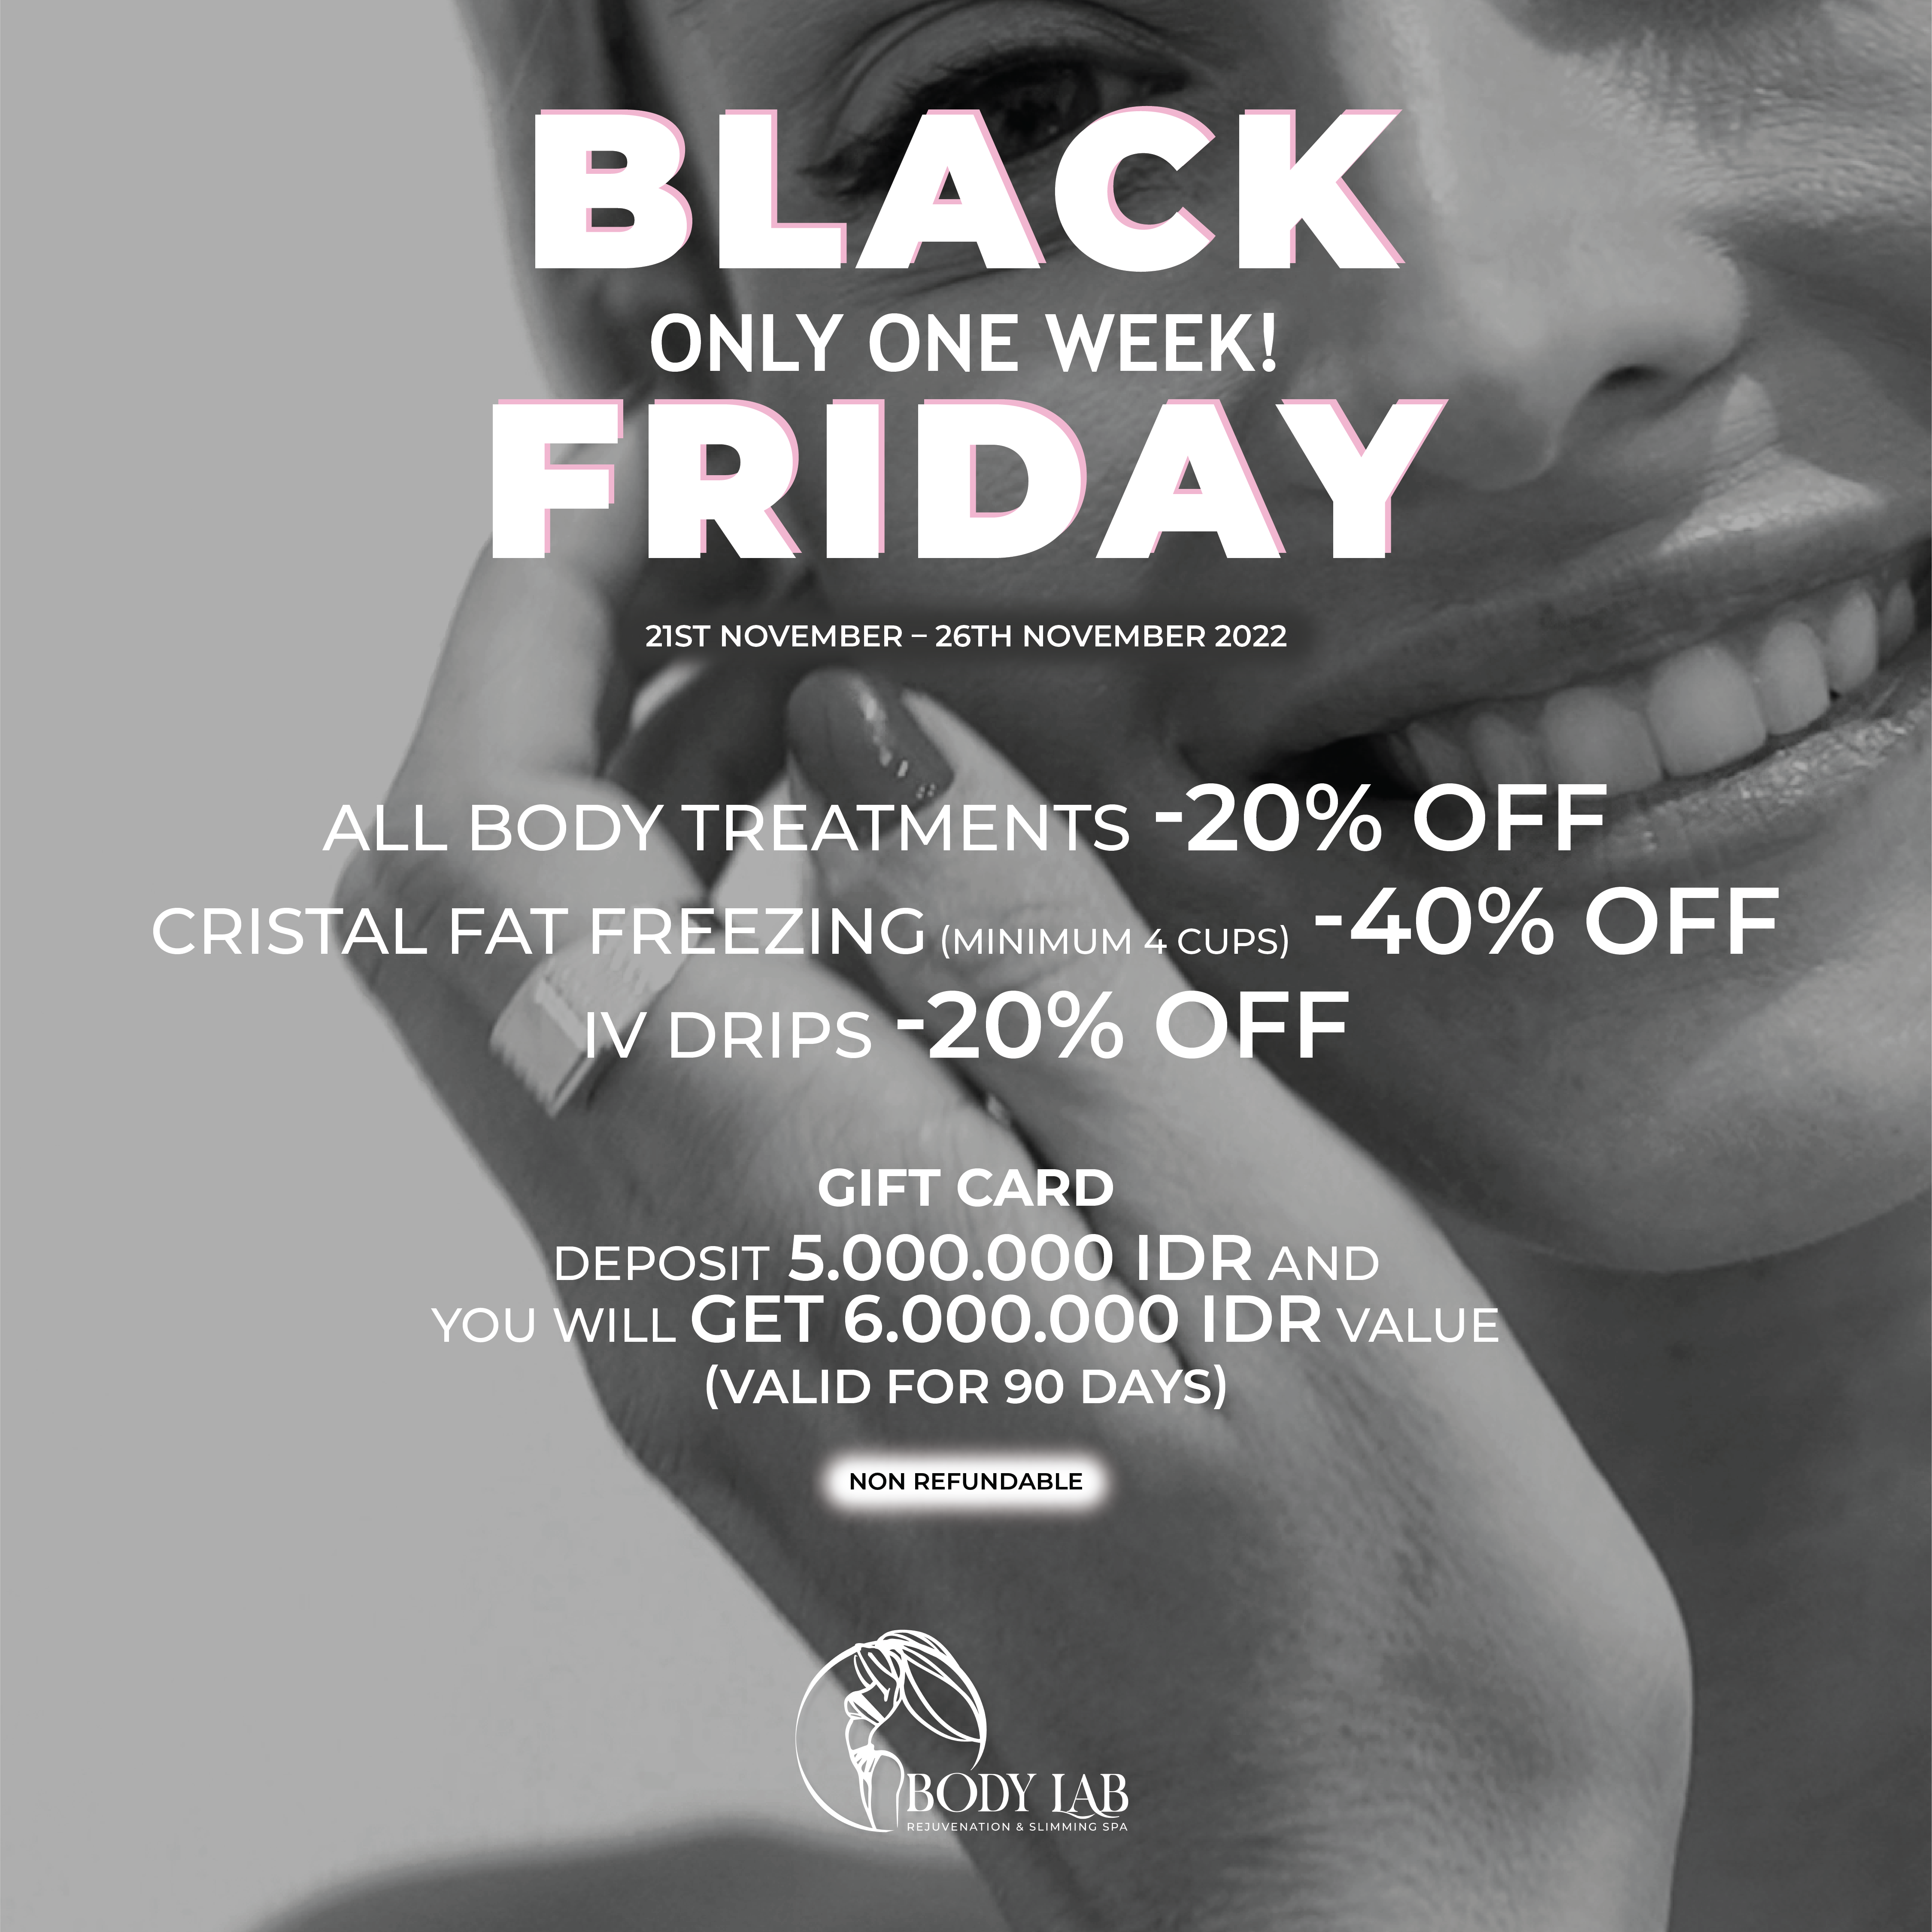 BLACK
ONLY ONE WEEK!
FRIDAY
21ST NOVEMBER – 26TH NOVEMBER 2022
ALL BODY TREATMENTS -20% OFF
CRISTAL FAT FREEZING (MINIMUM 4 CUPS) -40% OFF
IV DRIPS -20% OFF
GIFT CARD
DEPOSIT 5.000.000 IDR AND
YOU WILL GET 6.000.000 IDR VALUE
(VALID FOR 90 DAYS)
NON REFUNDABLE
BODY LAB
REJUVENATION & SLIMMING SPA